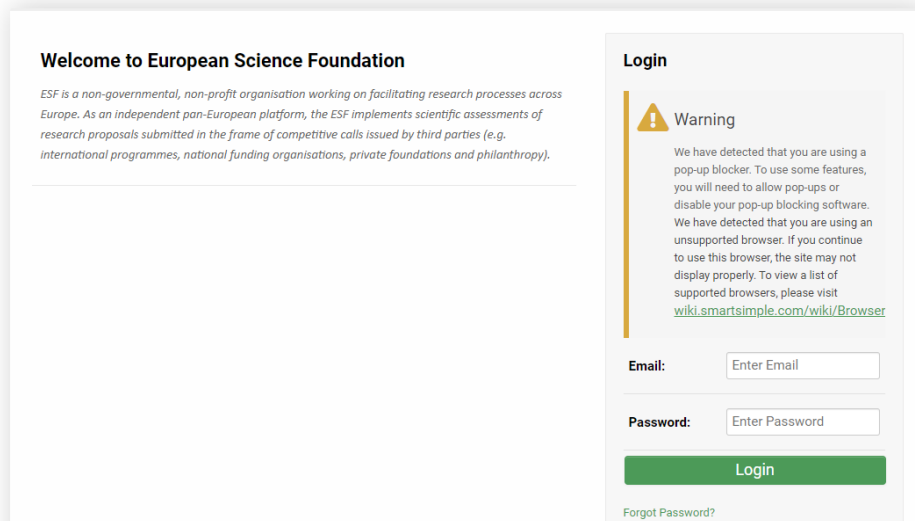 Welcome to European Science Foundation
ESF is a non-governmental, non-profit organisation working on facilitating research processes across
Europe. As an independent pan-European platform, the ESF implements scientific assessments of
research proposals submitted in the frame of competitive calls issued by third parties (e.g.
international programmes, national funding organisations, private foundations and philanthropy).
Login
Warning
We have detected that you are using a
pop-up blocker. To use some features,
you will need to allow pop-ups or
disable your pop-up blocking software.
We have detected that you are using an
unsupported browser. If you continue
to use this browser, the site may not
display properly. To view a list of
supported browsers, please visit
wiki.smartsimple.com/wiki/Browser
Email:
Enter Email
Password:
Enter Password
Login
Forgot Password?